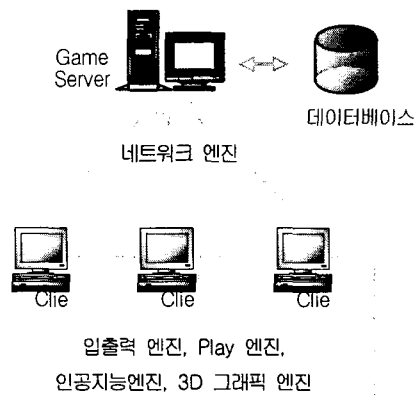 Game
Server
데이터베이스
네트워크 엔진
Clie Clie Clie
입출력 엔진, Play 엔진,
인공지능엔진, 3D 그래픽 엔진